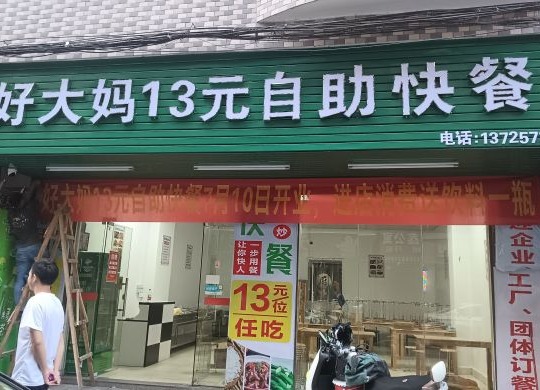 好大妈13元自助快餐
电话:13725
好大妈13元自助快餐7月10日开业，进店消费送饮料一瓶
快餐
炒
一步用餐
让你快人
13元/位
任吃
企业工厂、团体订餐